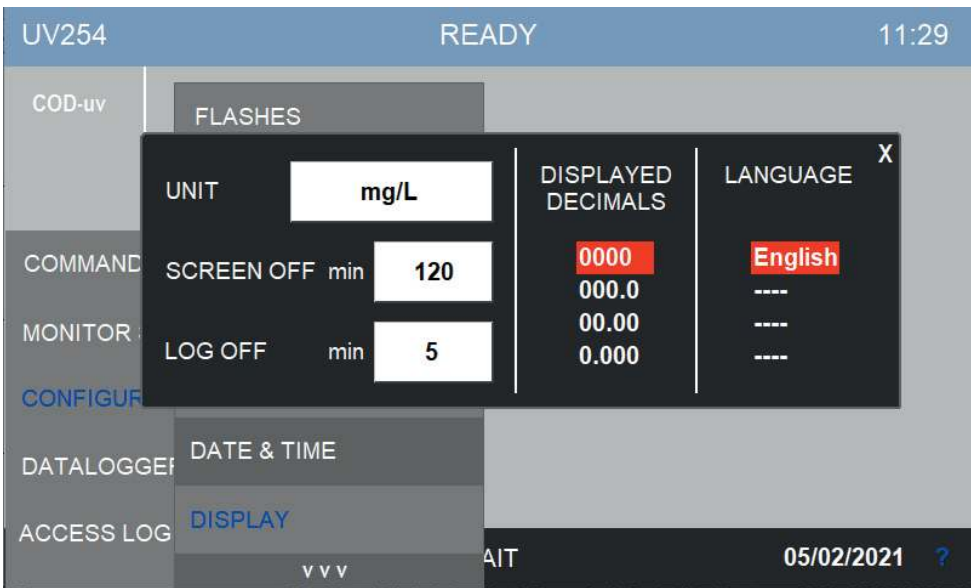 UV254 READY 11:29
COD-uv
FLASHES
X
UNIT mg/L
SCREEN OFF min 120
LOG OFF min 5
DISPLAYED
DECIMALS
0000
000.0
00.00
0.000
LANGUAGE
English
----
----
----
COMMAND
MONITOR
CONFIGUR
DATALOGGER
ACCESS LOG
DATE & TIME
DISPLAY
v v v
AIT
05/02/2021 ?